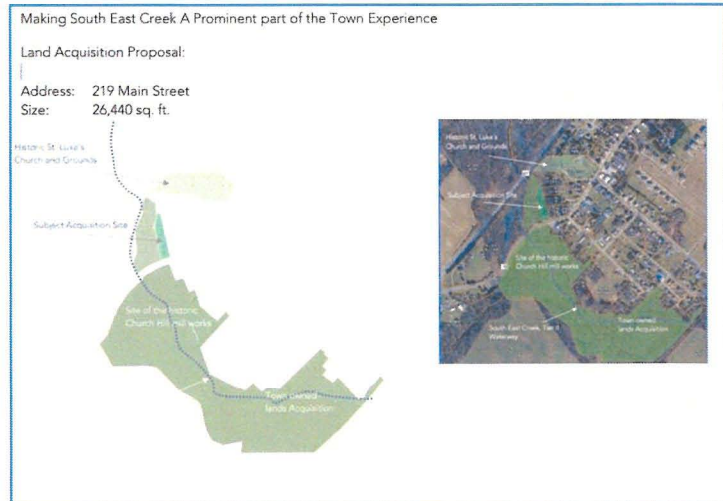 Making South East Creek A Prominent part of the Town Experience
Land Acquisition Proposal:
Address: 219 Main Street
Size: 26,440 sq. ft.
Historic St. Luke's
Church and Grounds
Subject Acquisition Site
Site of the historic
Church Hill Mill works
Town owned
lands Acquisition
Historic St. Luke's
Church and Grounds
Subject Acquisition Site
Site of the historic
Church Hill Mill works
South East Creek, Tier II
Waterway
Town owned
lands Acquisition